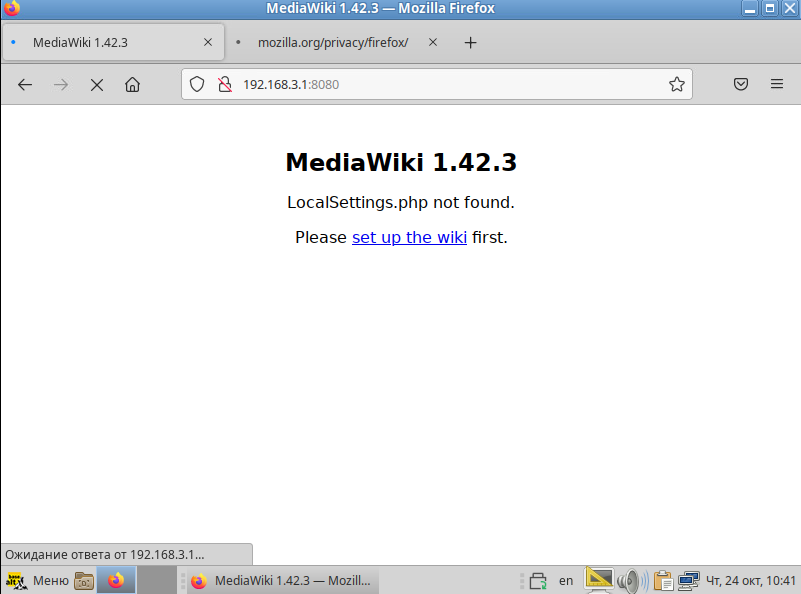 MediaWiki 1.42.3 — Mozilla Firefox
MediaWiki 1.42.3
mozilla.org/privacy/firefox/
192.168.3.1:8080
MediaWiki 1.42.3
LocalSettings.php not found.
Please set up the wiki first.
Ожидание ответа от 192.168.3.1...
Меню
MediaWiki 1.42.3 — Mozill...
en
Чт, 24 окт, 10:41